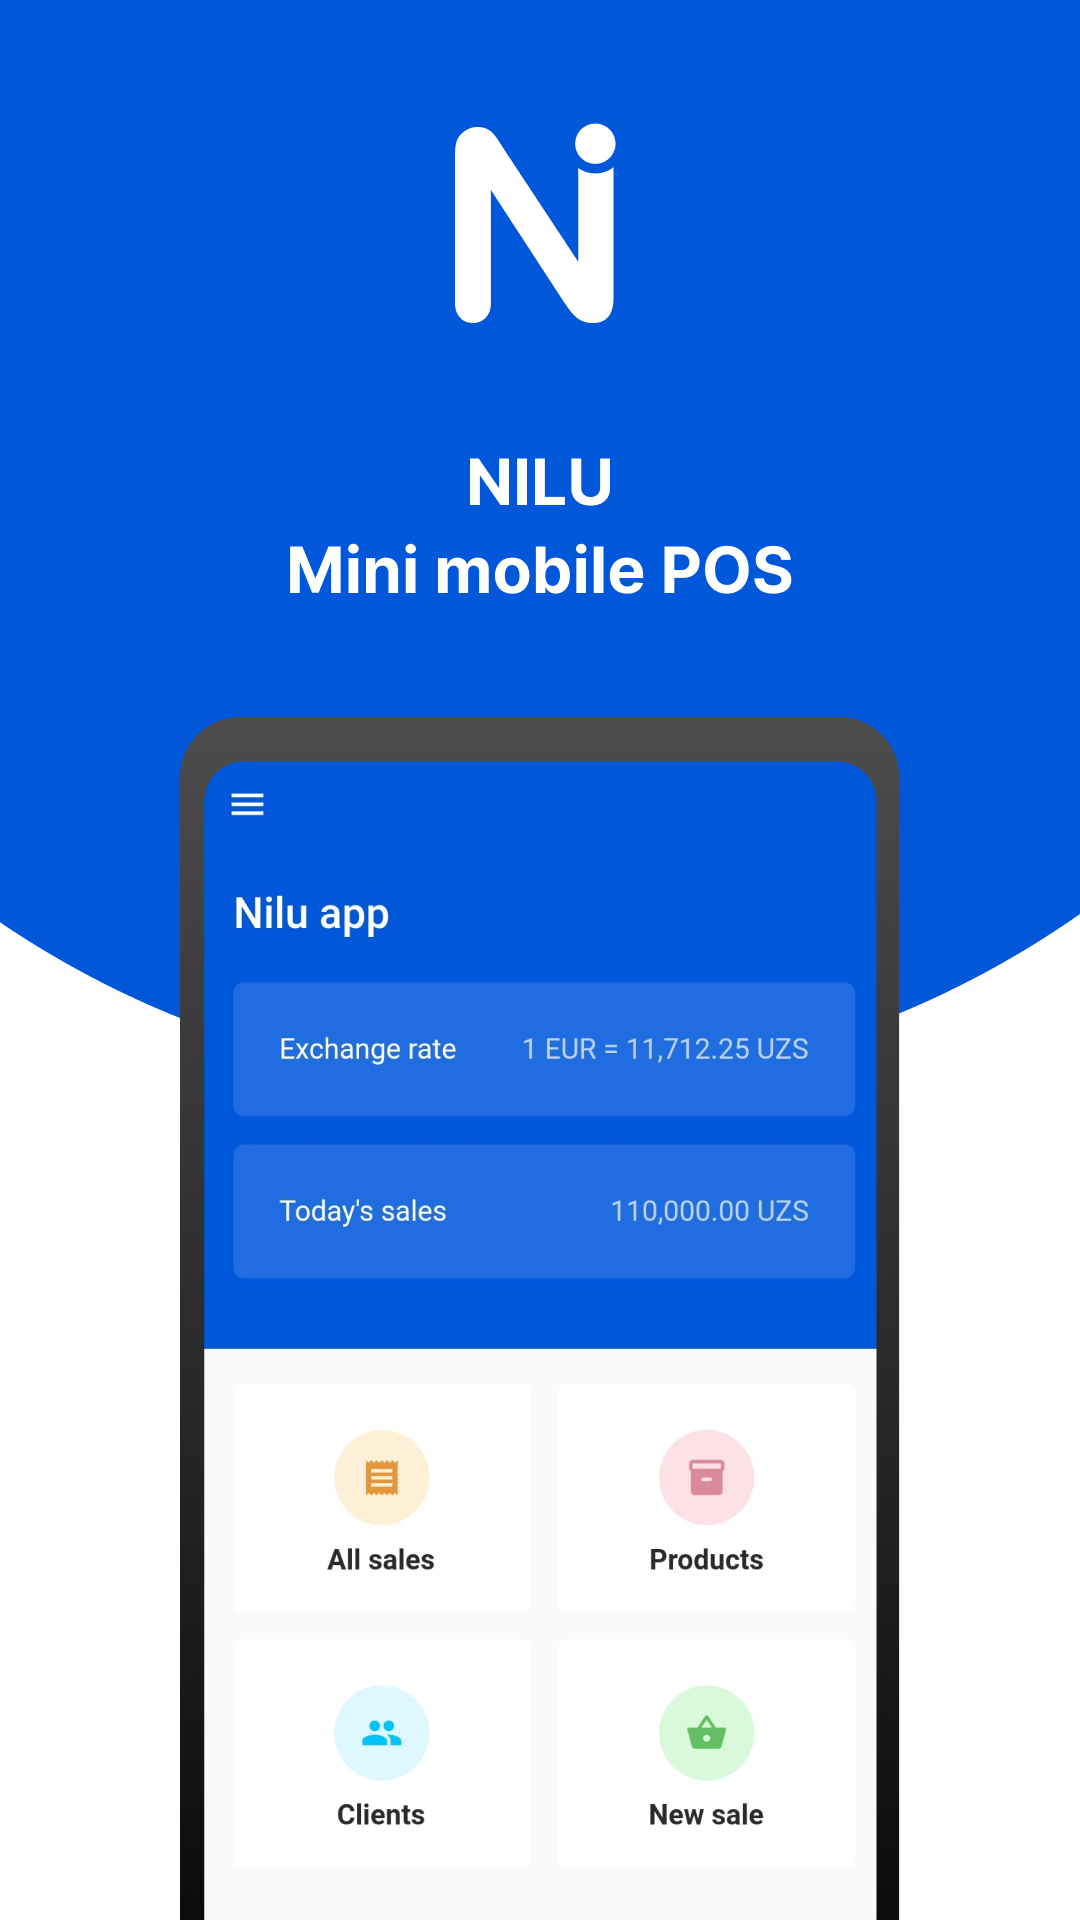 Ni
NILU
Mini mobile POS
Nilu app
Exchange rate 1 EUR = 11,712.25 UZS
Today's sales 110,000.00 UZS
All sales Products
Clients New sale